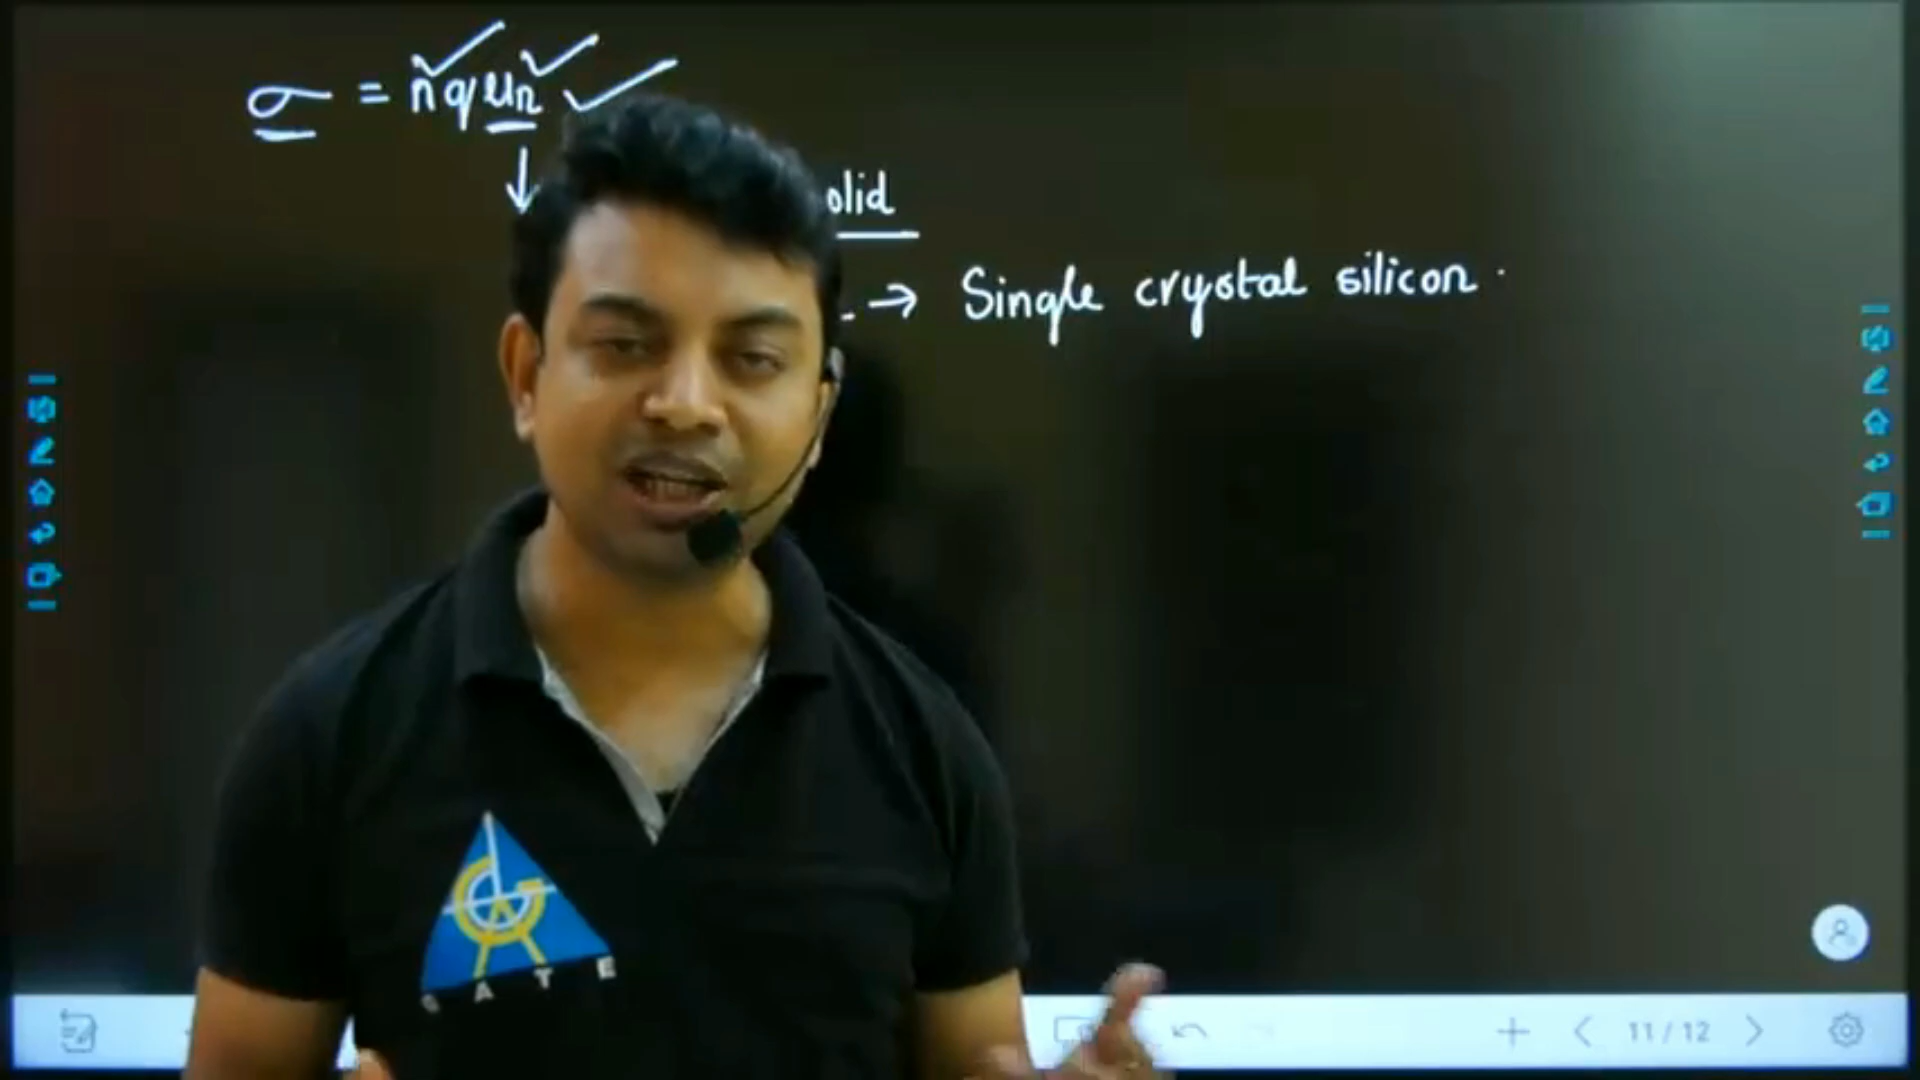 σ = nqμn
olid
→ Single crystal silicon.
GATE
11/12